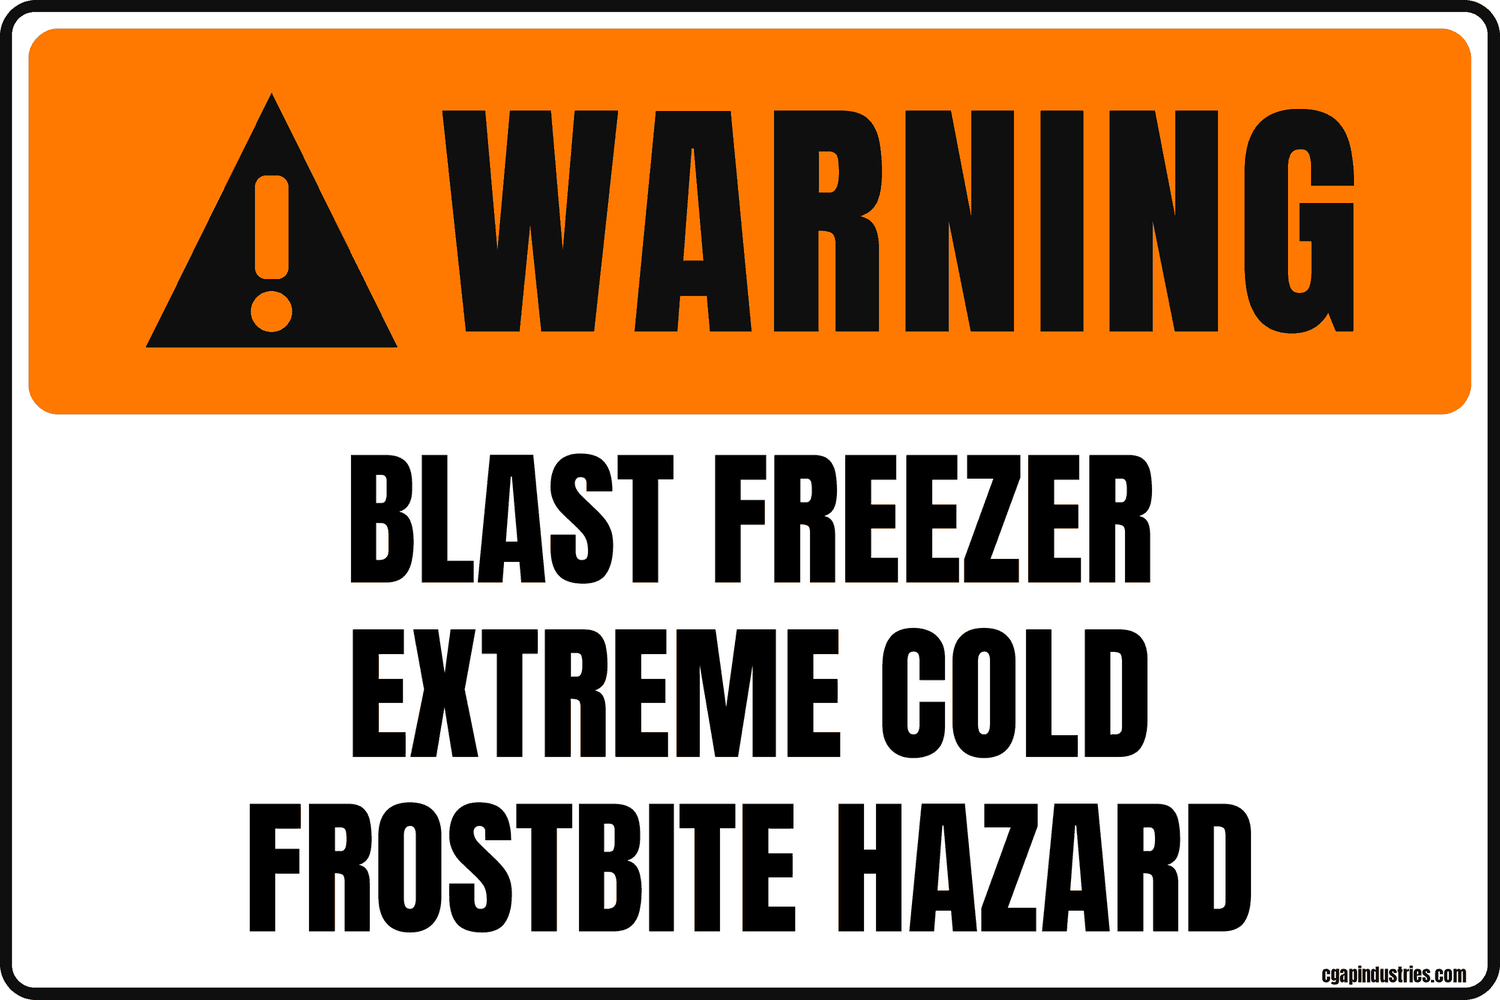 WARNING
BLAST FREEZER
EXTREME COLD
FROSTBITE HAZARD
cgapindustries.com